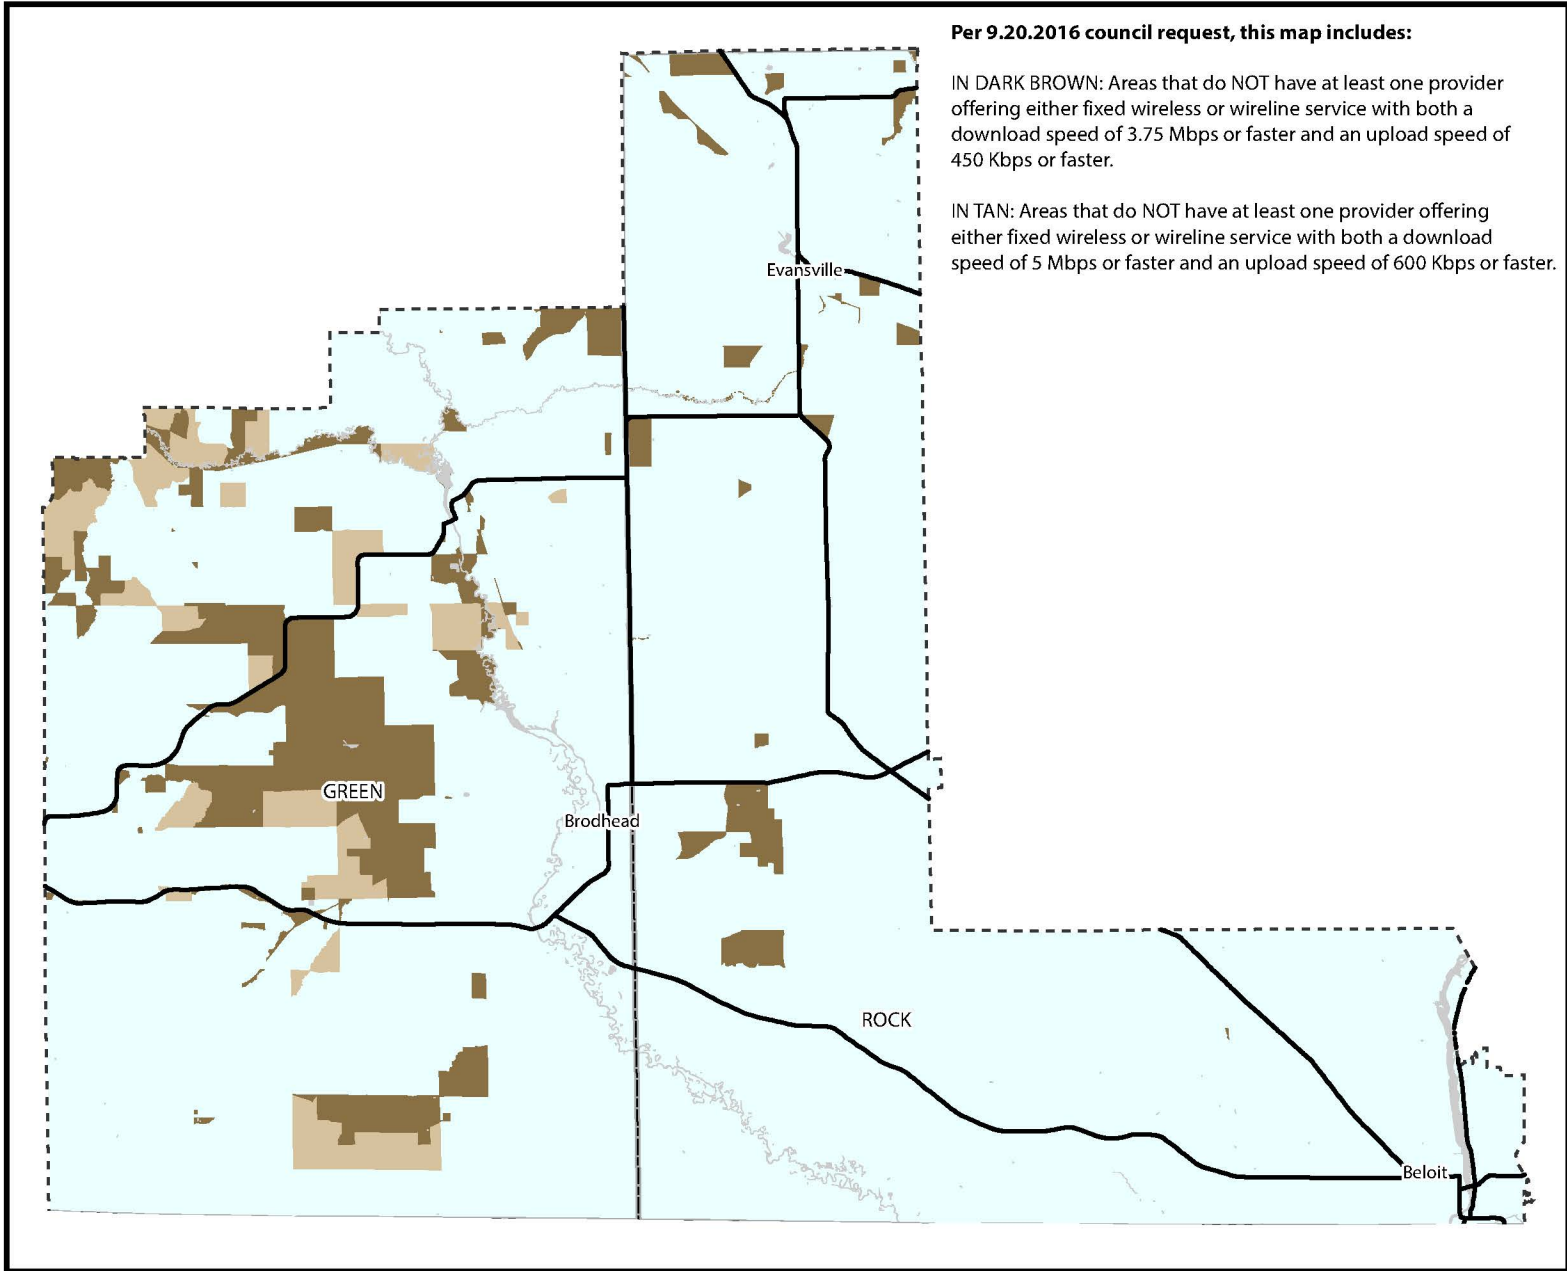 Per 9.20.2016 council request, this map includes:
IN DARK BROWN: Areas that do NOT have at least one provider
offering either fixed wireless or wireline service with both a
download speed of 3.75 Mbps or faster and an upload speed of
450 Kbps or faster.
IN TAN: Areas that do NOT have at least one provider offering
either fixed wireless or wireline service with both a download
speed of 5 Mbps or faster and an upload speed of 600 Kbps or faster.
Evansville
GREEN
Brodhead
ROCK
Beloit